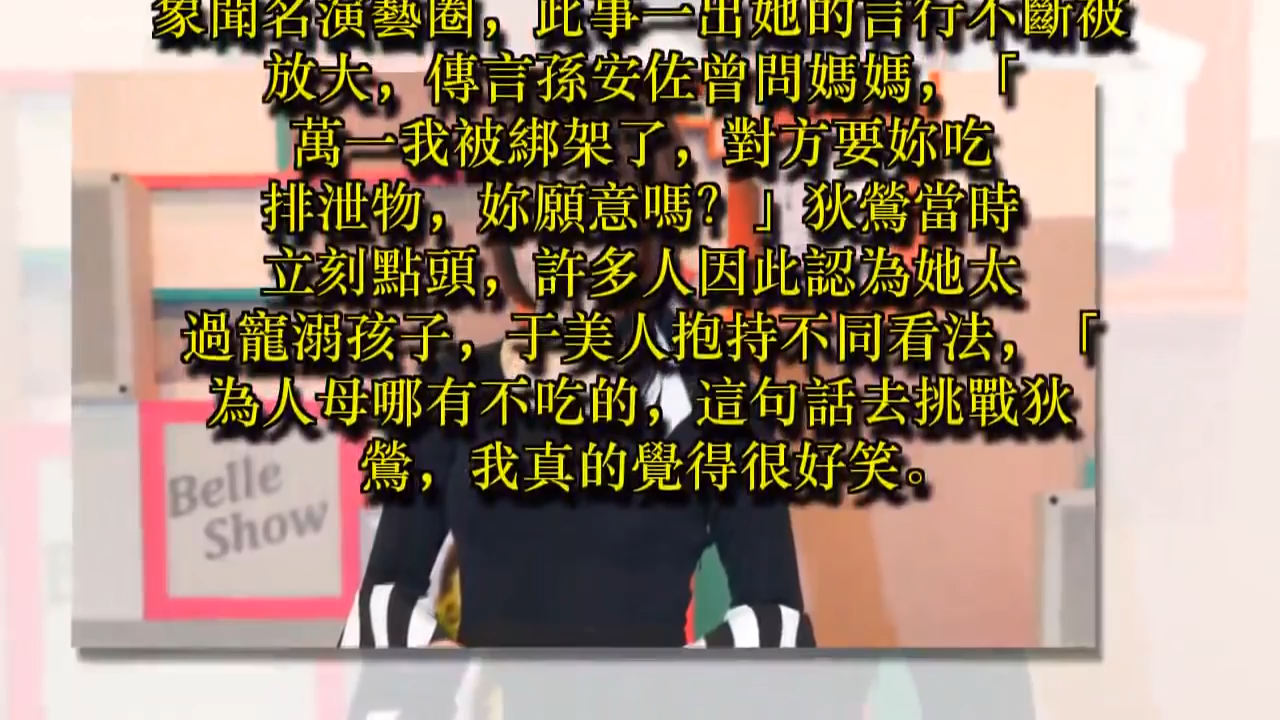 象聞名演藝圈，此事一出她的言行不斷被
放大，傳言孫安佐曾問媽媽，「
萬一我被綁架了，對方要妳吃
排泄物，妳願意嗎？」狄鶯當時
立刻點頭，許多人因此認為她太
過寵溺孩子，于美人抱持不同看法，「
為人母哪有不吃的，這句話去挑戰狄
鶯，我真的覺得很好笑。
Belle
Show